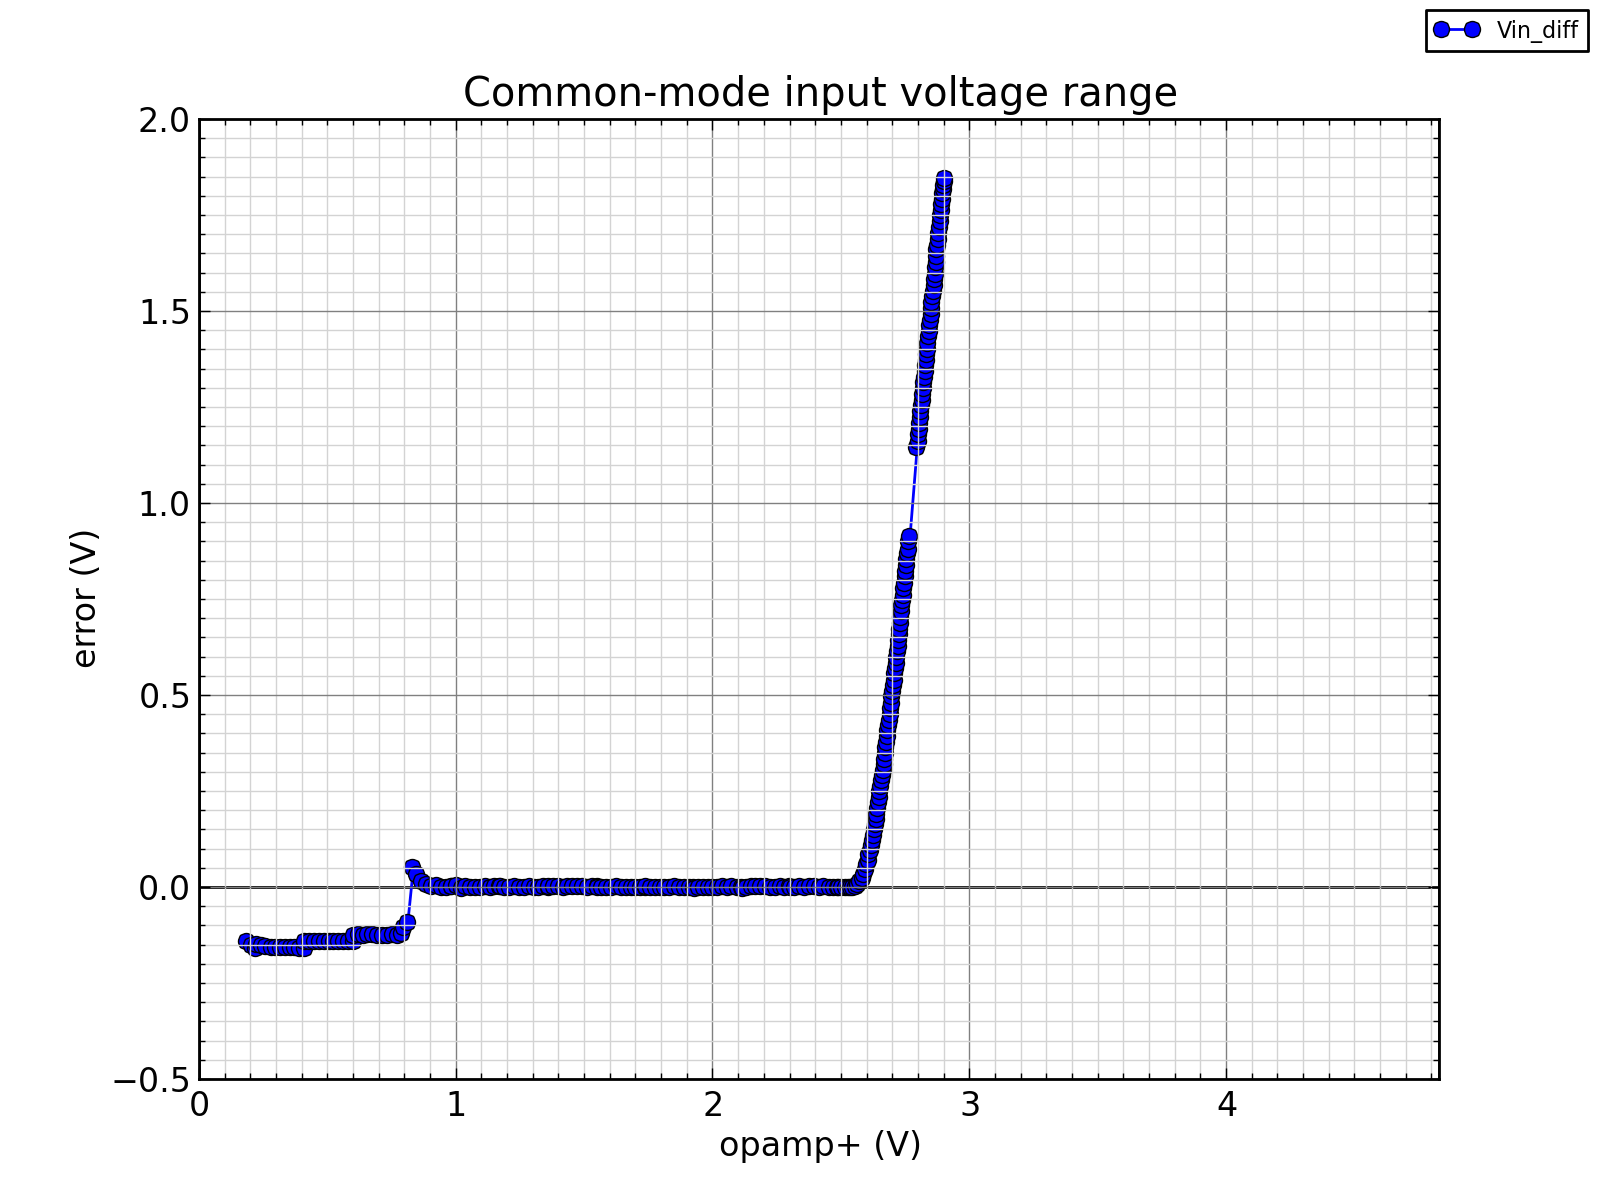 Vin_diff
Common-mode input voltage range
2.0
1.5
1.0
0.5
0.0
−0.5
error (V)
0 1 2 3 4
opamp+ (V)